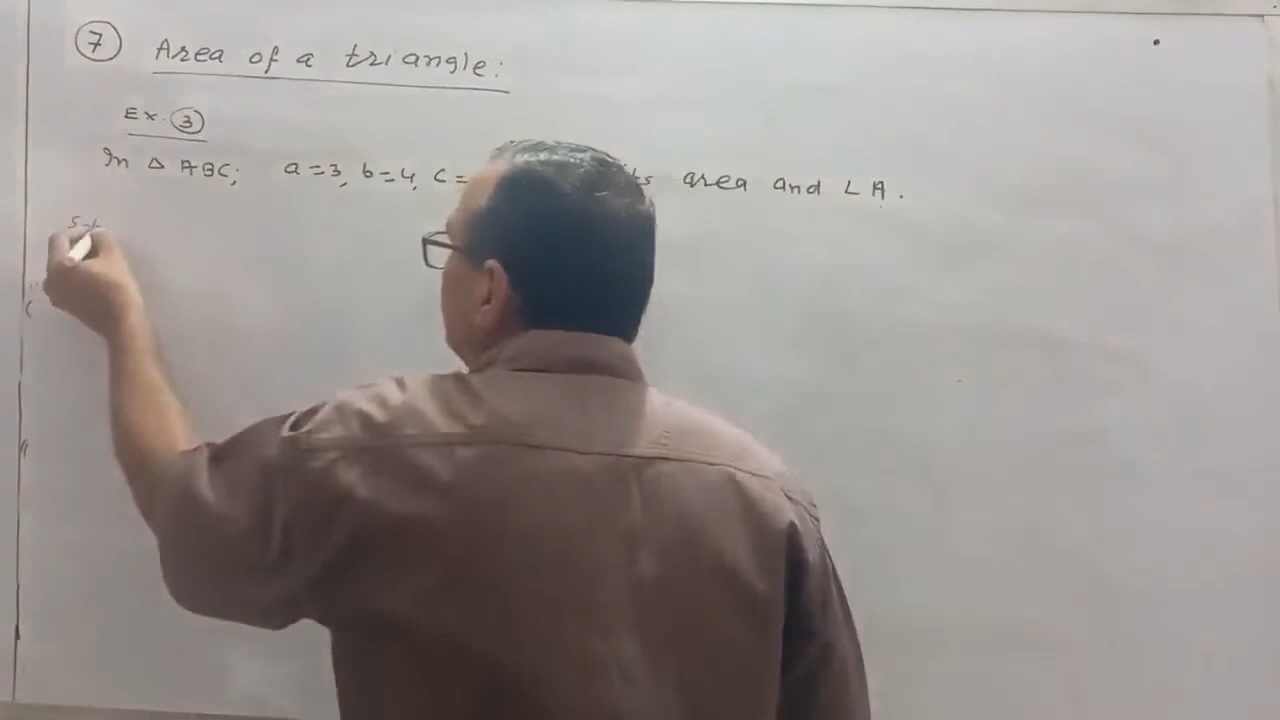 7 Area of a triangle:
Ex. 3
In △ ABC; a=3, b=4, c= area and ∠A.